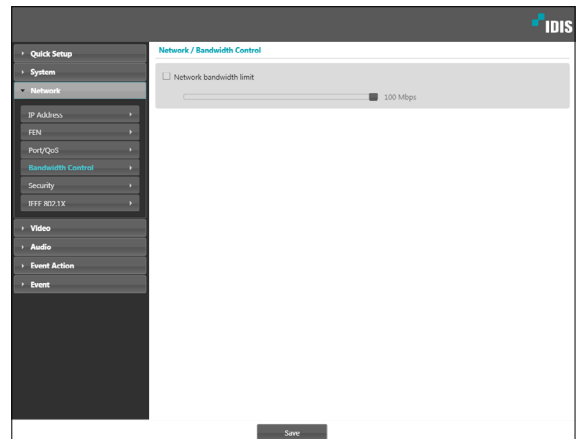 IDIS
Quick Setup
System
Network
IP Address
FEN
Port/QoS
Bandwidth Control
Security
IEEE 802.1X
Video
Audio
Event Action
Event
Network / Bandwidth Control
Network bandwidth limit
100 Mbps
Save